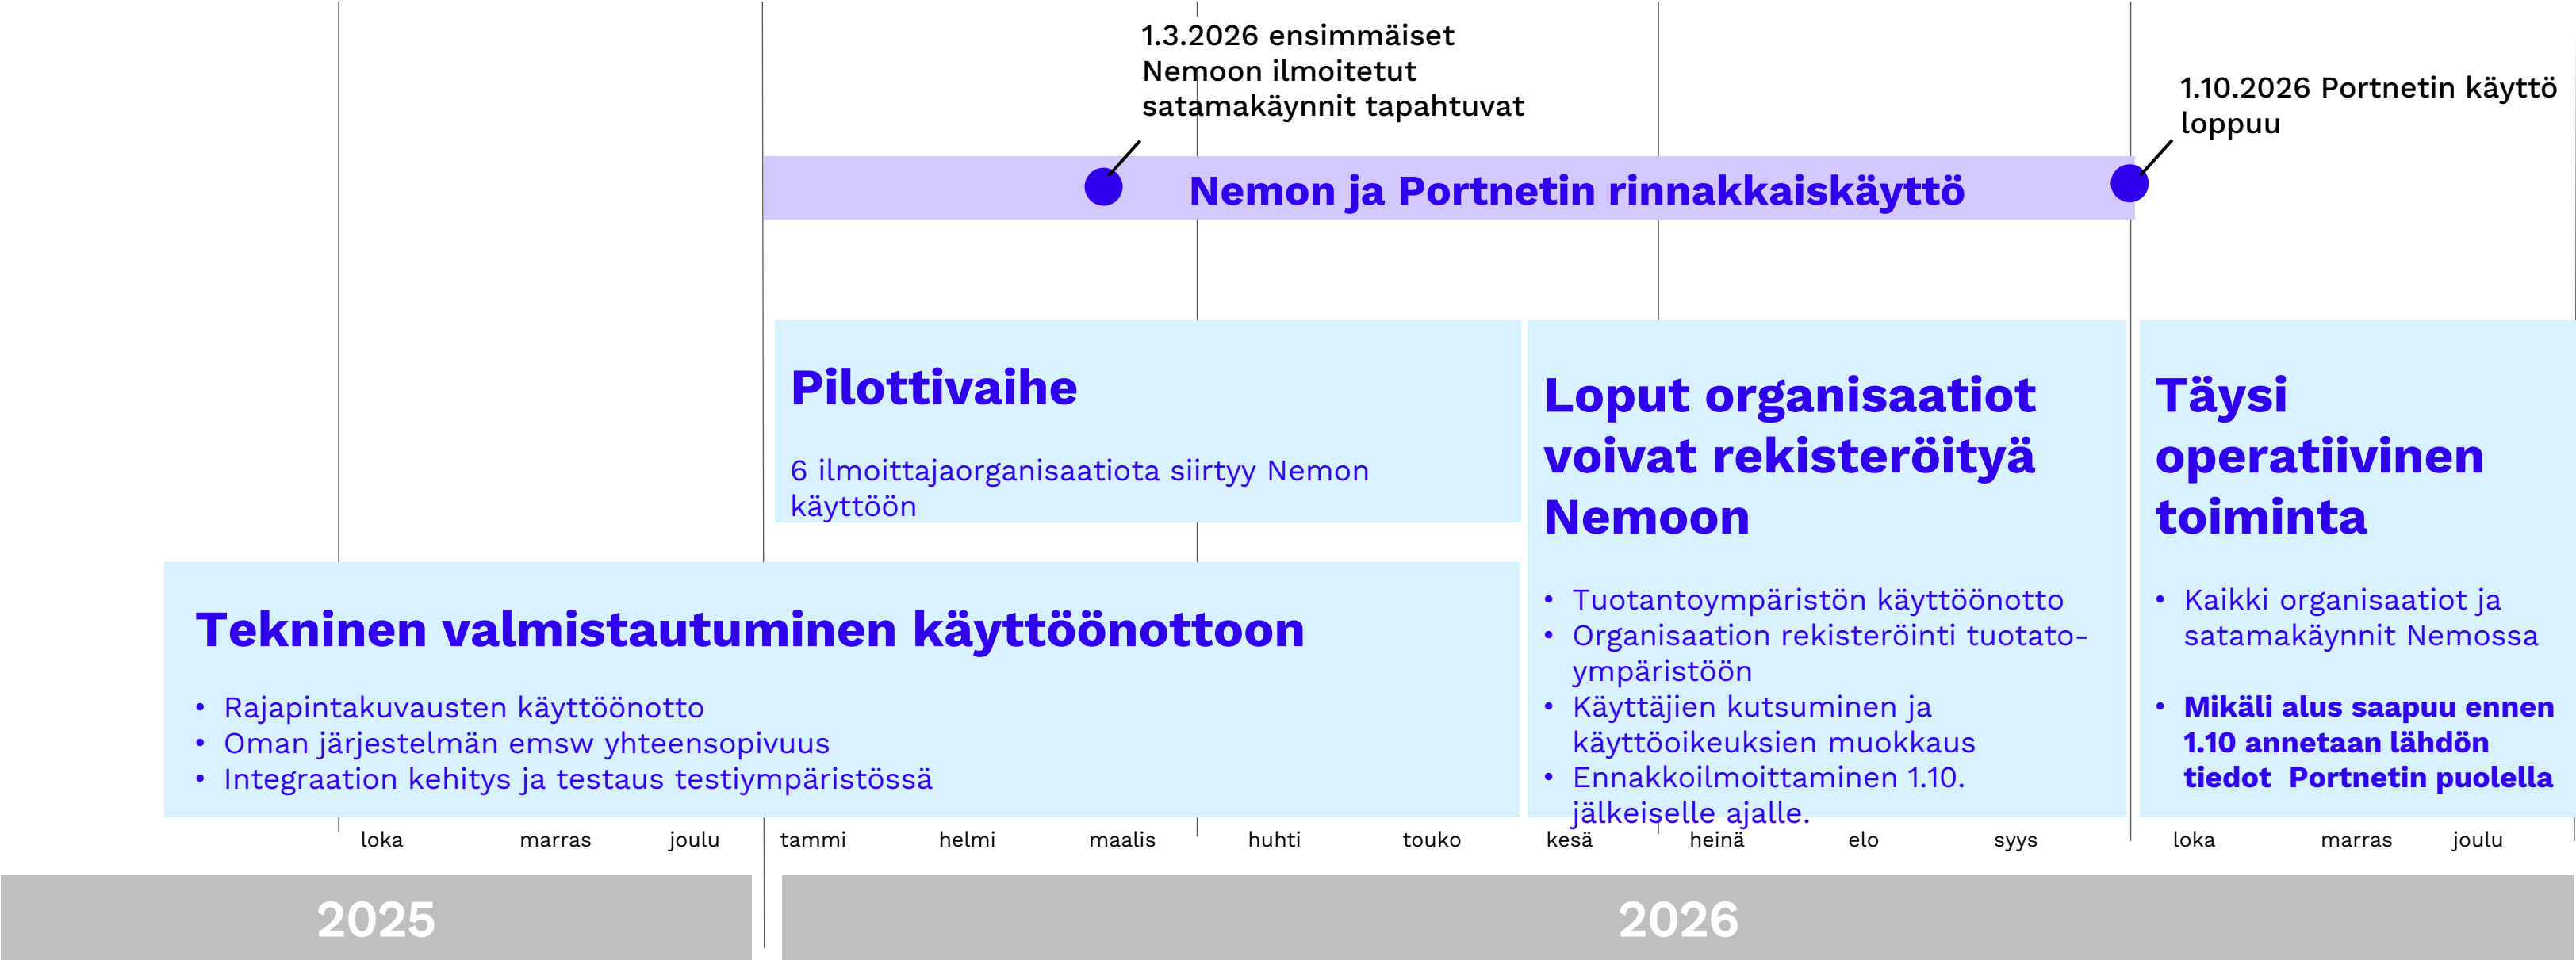 1.3.2026 ensimmäiset
Nemoon ilmoitetut
satamakäynnit tapahtuvat
1.10.2026 Portnetin käyttö
loppuu
Nemon ja Portnetin rinnakkaiskäyttö
Pilottivaihe
6 ilmoittajaorganisaatiota siirtyy Nemon
käyttöön
Loput organisaatiot
voivat rekisteröityä
Nemoon
• Tuotantoympäristön käyttöönotto
• Organisaation rekisteröinti tuotato-
ympäristöön
• Käyttäjien kutsuminen ja
käyttöoikeuksien muokkaus
• Ennakkoilmoittaminen 1.10.
jälkeiselle ajalle.
Täysi
operatiivinen
toiminta
• Kaikki organisaatiot ja
satamakäynnit Nemossa
• Mikäli alus saapuu ennen
1.10 annetaan lähdön
tiedot  Portnetin puolella
Tekninen valmistautuminen käyttöönottoon
• Rajapintakuvausten käyttöönotto
• Oman järjestelmän emsw yhteensopivuus
• Integraation kehitys ja testaus testiympäristössä
loka marras joulu tammi helmi maalis huhti touko kesä heinä elo syys loka marras joulu
2025 2026